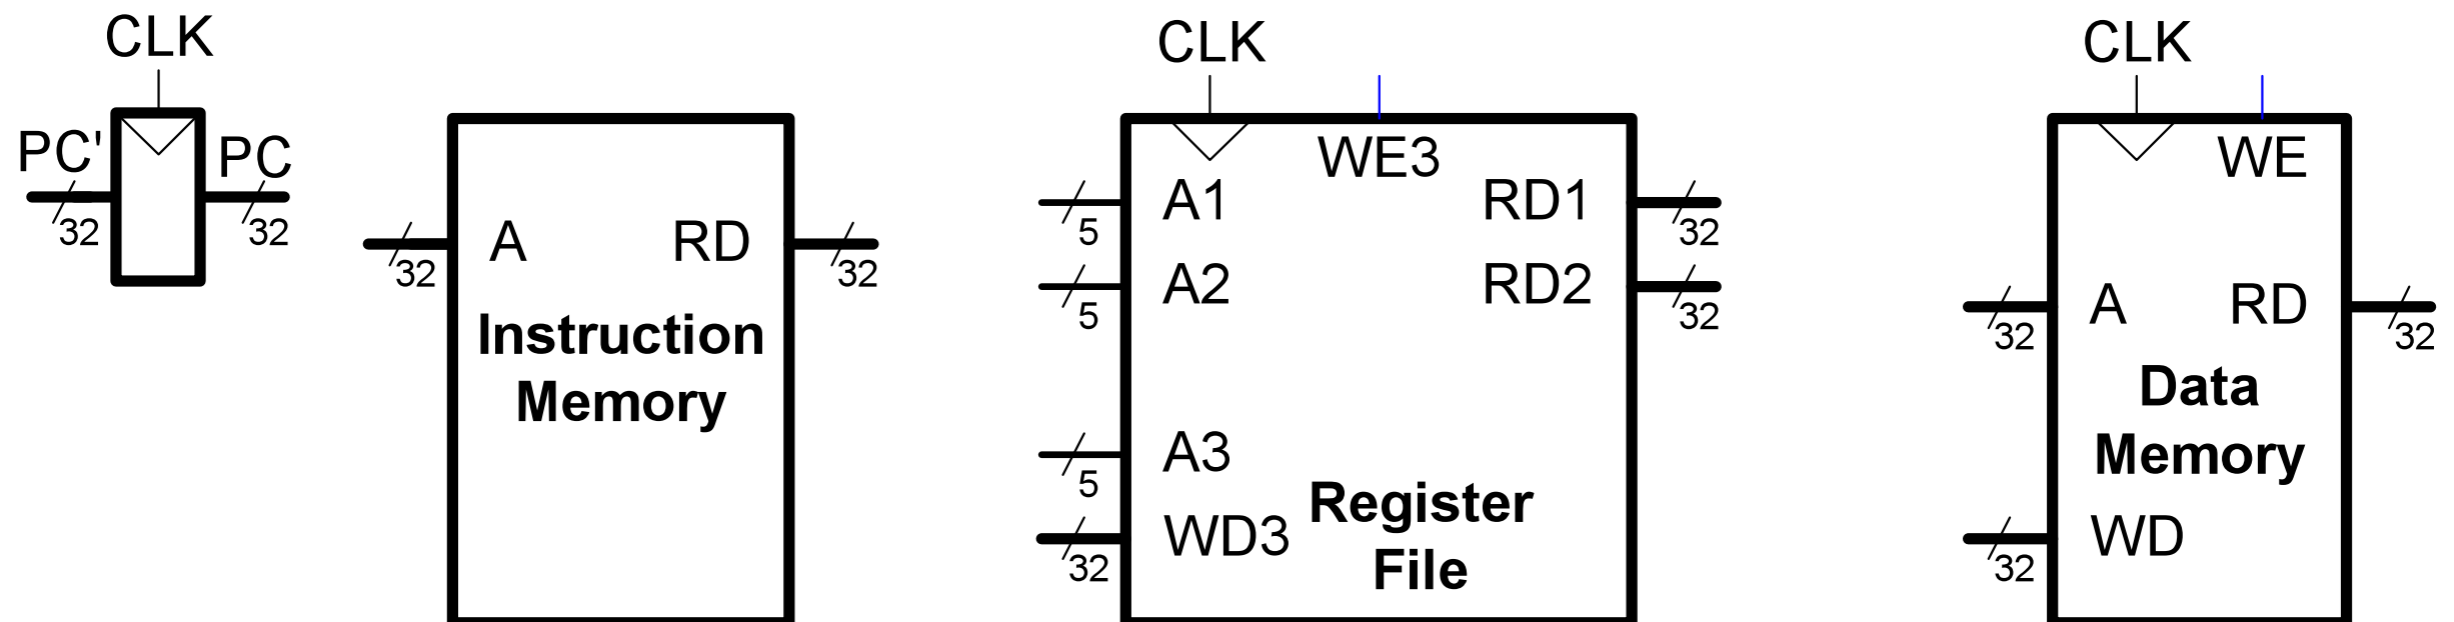 CLK
PC'
PC
32
32
A
RD
32
32
Instruction
Memory
CLK
WE3
A1
RD1
5
32
A2
RD2
5
32
A3
5
WD3
32
Register
File
CLK
WE
A
RD
32
32
Data
Memory
WD
32